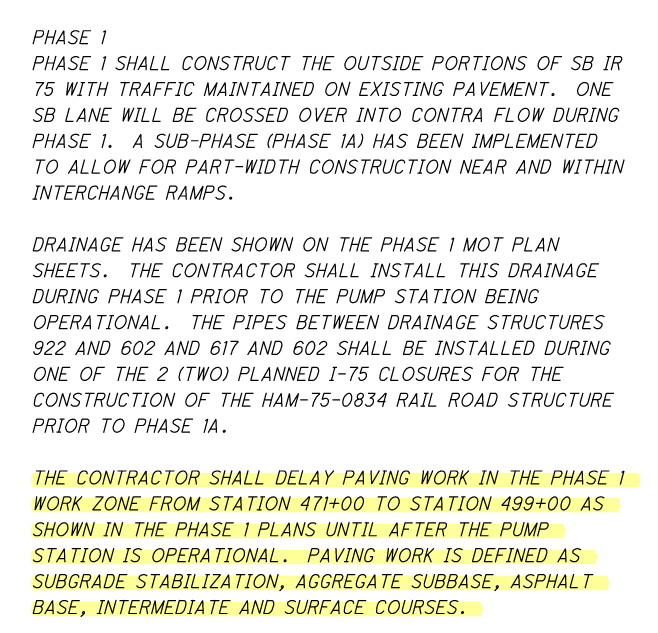 PHASE 1
PHASE 1 SHALL CONSTRUCT THE OUTSIDE PORTIONS OF SB IR
75 WITH TRAFFIC MAINTAINED ON EXISTING PAVEMENT.  ONE
SB LANE WILL BE CROSSED OVER INTO CONTRA FLOW DURING
PHASE 1.  A SUB-PHASE (PHASE 1A) HAS BEEN IMPLEMENTED
TO ALLOW FOR PART-WIDTH CONSTRUCTION NEAR AND WITHIN
INTERCHANGE RAMPS.

DRAINAGE HAS BEEN SHOWN ON THE PHASE 1 MOT PLAN
SHEETS.  THE CONTRACTOR SHALL INSTALL THIS DRAINAGE
DURING PHASE 1 PRIOR TO THE PUMP STATION BEING
OPERATIONAL.  THE PIPES BETWEEN DRAINAGE STRUCTURES
922 AND 602 AND 617 AND 602 SHALL BE INSTALLED DURING
ONE OF THE 2 (TWO) PLANNED I-75 CLOSURES FOR THE
CONSTRUCTION OF THE HAM-75-0834 RAIL ROAD STRUCTURE
PRIOR TO PHASE 1A.

THE CONTRACTOR SHALL DELAY PAVING WORK IN THE PHASE 1
WORK ZONE FROM STATION 471+00 TO STATION 499+00 AS
SHOWN IN THE PHASE 1 PLANS UNTIL AFTER THE PUMP
STATION IS OPERATIONAL.  PAVING WORK IS DEFINED AS
SUBGRADE STABILIZATION, AGGREGATE SUBBASE, ASPHALT
BASE, INTERMEDIATE AND SURFACE COURSES.